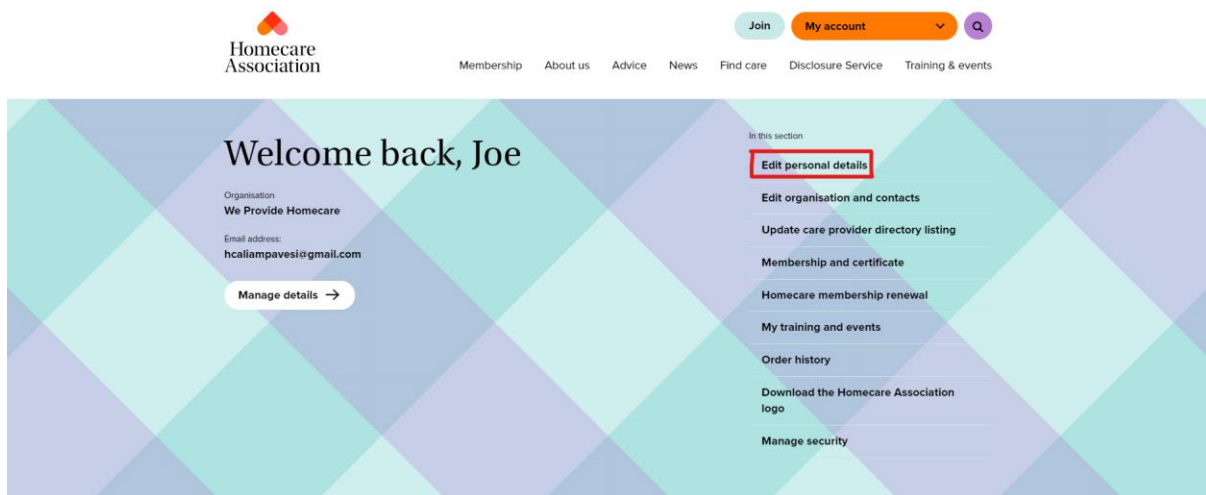 Homecare
Association
Join
My account
Membership
About us
Advice
News
Find care
Disclosure Service
Training & events
Welcome back, Joe
Organisation
We Provide Homecare
Email address:
hcaliampavesi@gmail.com
Manage details →
In this section
Edit personal details
Edit organisation and contacts
Update care provider directory listing
Membership and certificate
Homecare membership renewal
My training and events
Order history
Download the Homecare Association
logo
Manage security